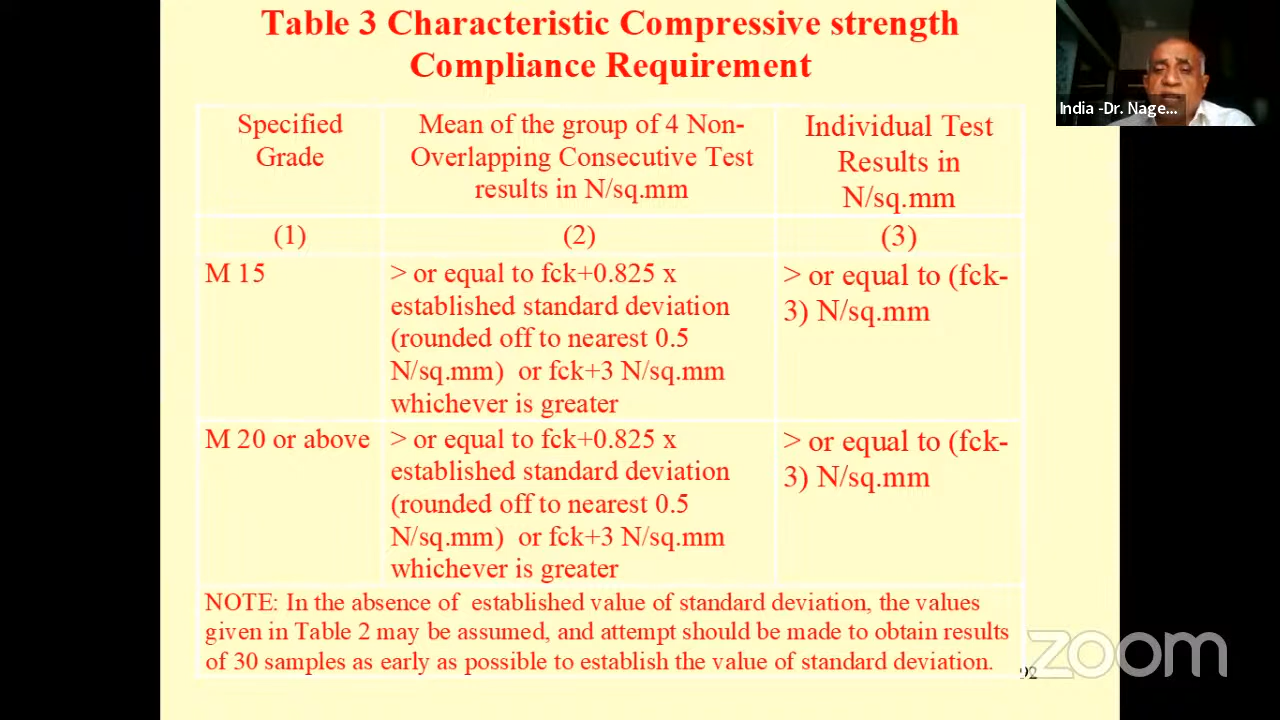 Table 3 Characteristic Compressive strength
Compliance Requirement
India -Dr. Nage...
Specified
Grade
Mean of the group of 4 Non-
Overlapping Consecutive Test
results in N/sq.mm
Individual Test
Results in
N/sq.mm
(1)
(2)
(3)
M 15
> or equal to fck+0.825 x
established standard deviation
(rounded off to nearest 0.5
N/sq.mm) or fck+3 N/sq.mm
whichever is greater
> or equal to (fck-
3) N/sq.mm
M 20 or above
> or equal to fck+0.825 x
established standard deviation
(rounded off to nearest 0.5
N/sq.mm) or fck+3 N/sq.mm
whichever is greater
> or equal to (fck-
3) N/sq.mm
NOTE: In the absence of established value of standard deviation, the values
given in Table 2 may be assumed, and attempt should be made to obtain results
of 30 samples as early as possible to establish the value of standard deviation.
zoom